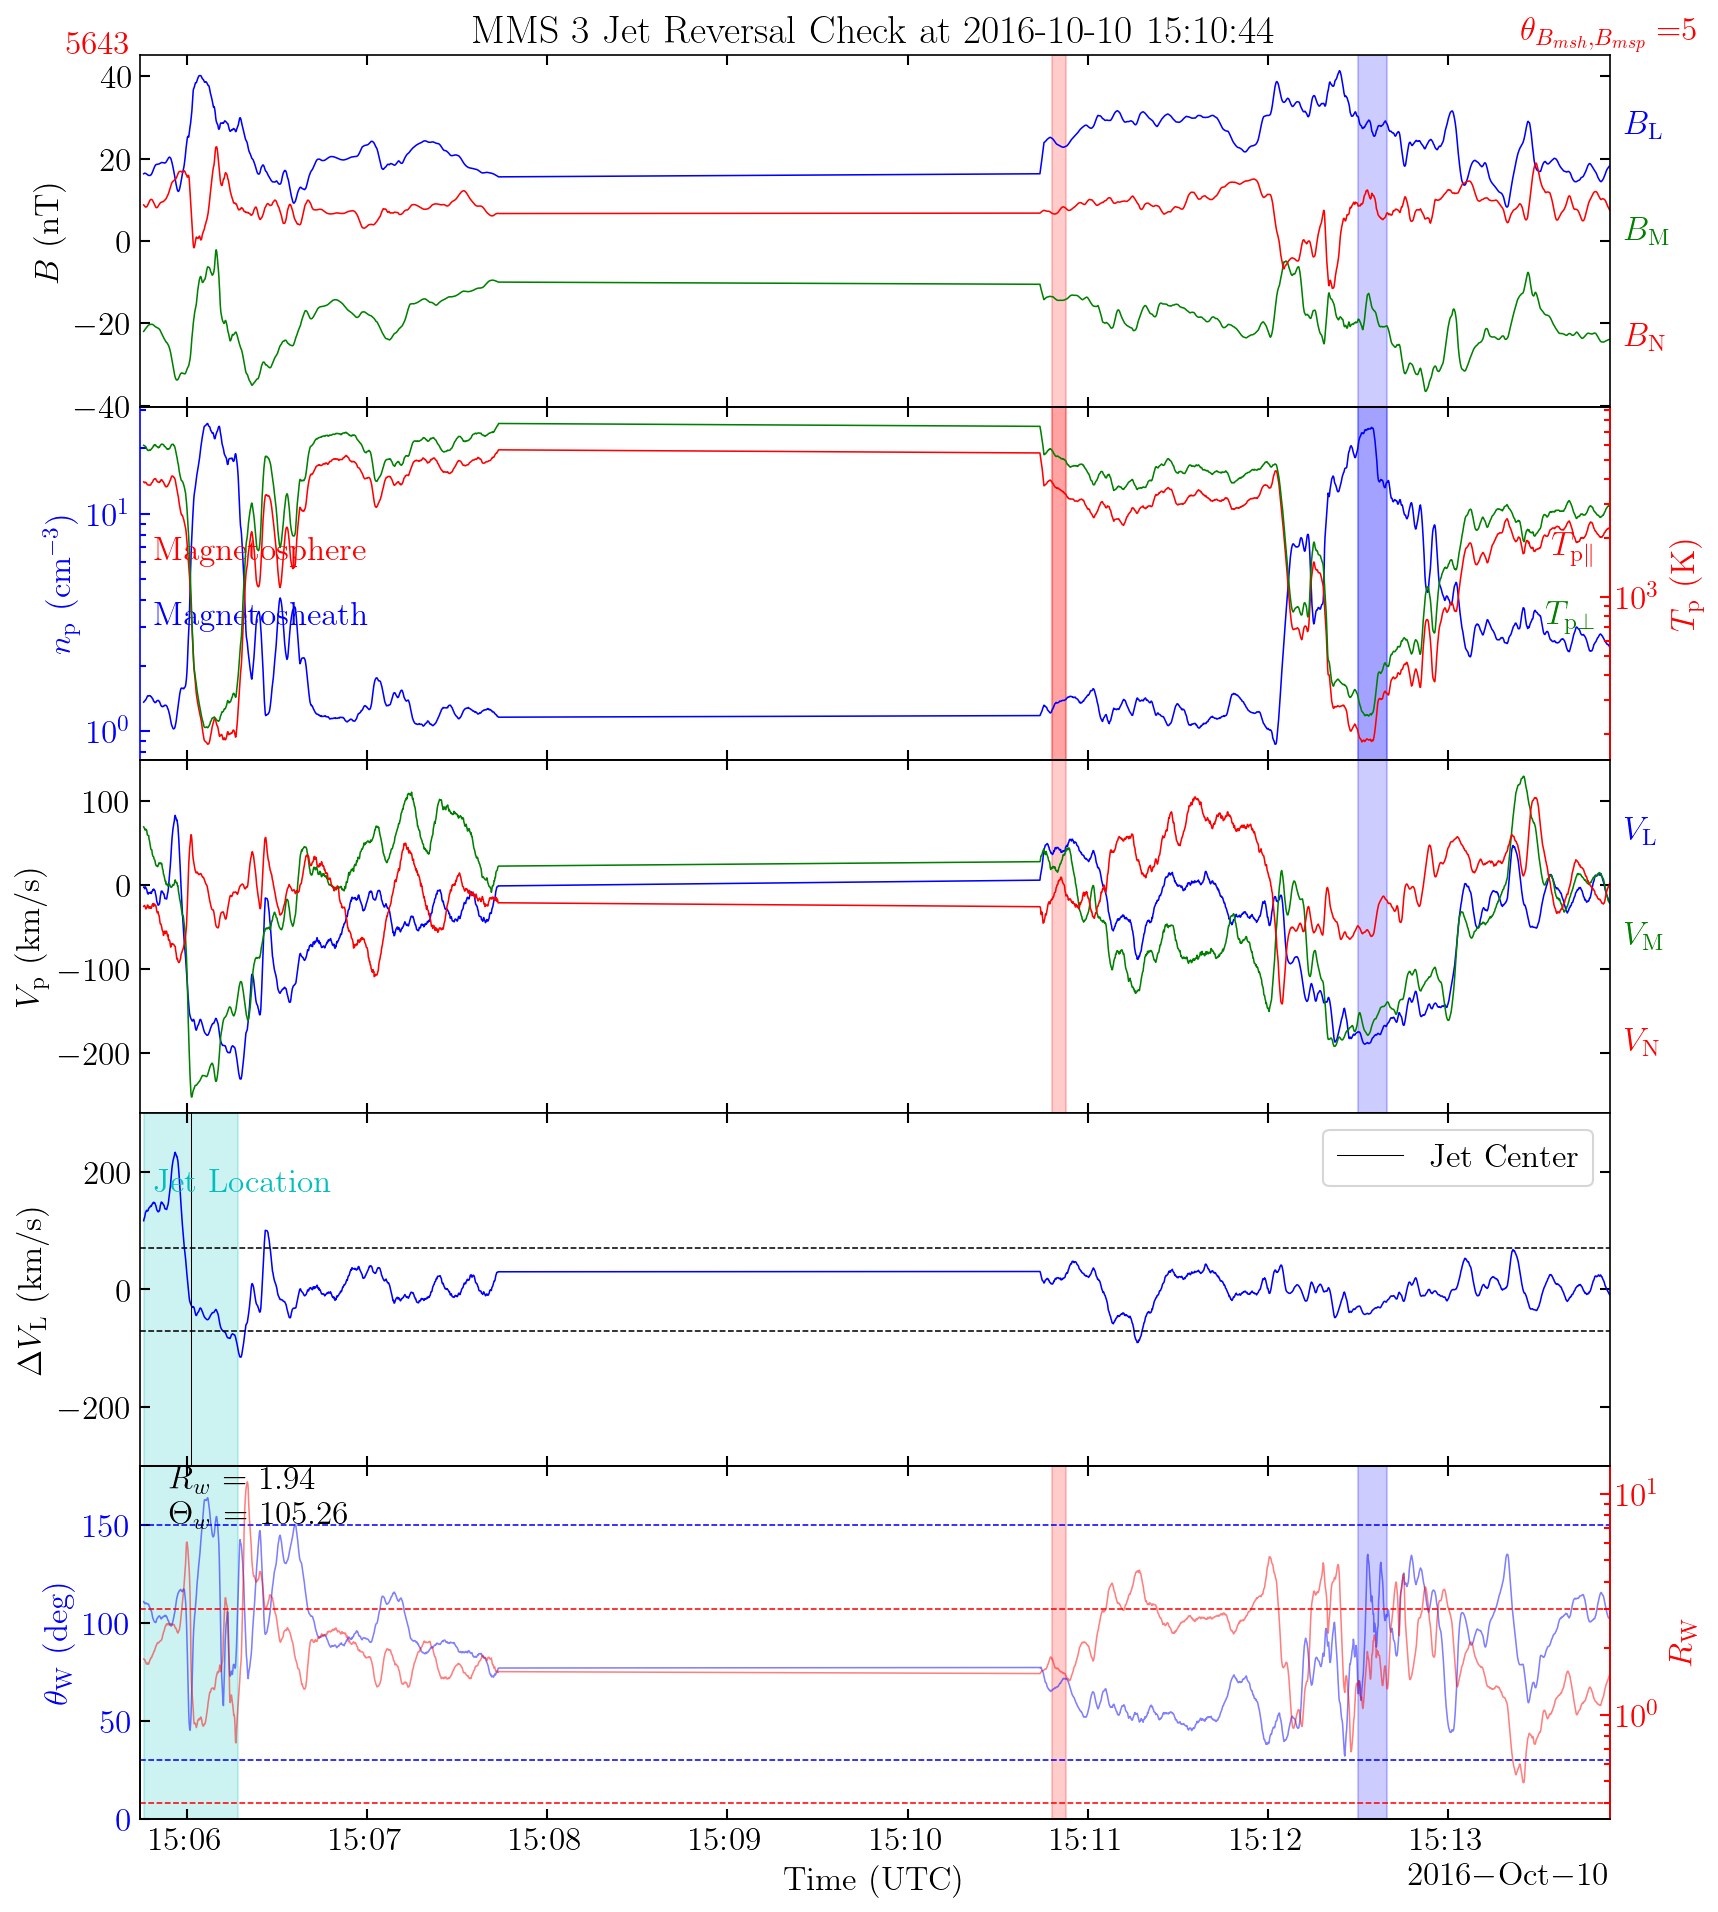 5643
MMS 3 Jet Reversal Check at 2016-10-10 15:10:44
θ_{B_{msh},B_{msp}} =5
40
20
0
−20
−40
B (nT)
B_L
B_M
B_N
10^1
10^0
n_p (cm^{−3})
Magnetosphere
Magnetosheath
T_{p∥}
T_{p⊥}
10^3
T_p (K)
100
0
−100
−200
V_p (km/s)
V_L
V_M
V_N
200
0
−200
ΔV_L (km/s)
Jet Location
Jet Center
R_w = 1.94
Θ_w = 105.26
150
100
50
0
θ_W (deg)
10^1
10^0
R_W
15:06 15:07 15:08 15:09 15:10 15:11 15:12 15:13
Time (UTC)
2016−Oct−10